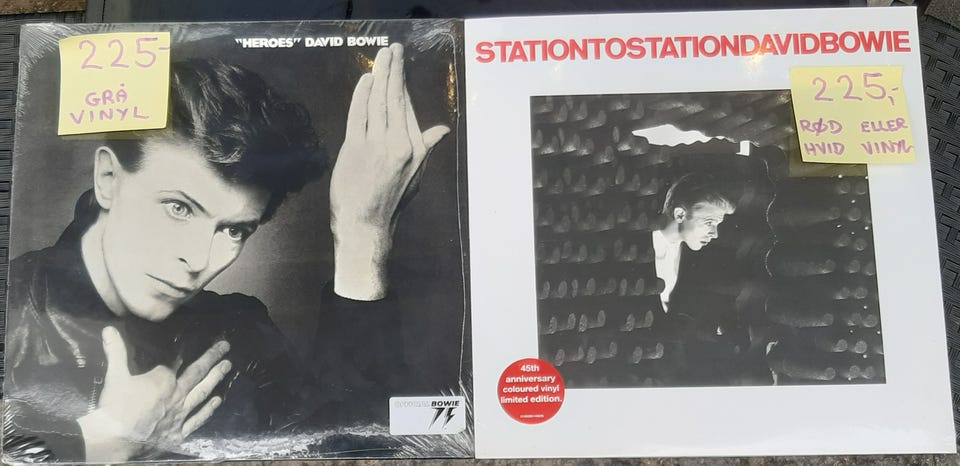 "HEROES" DAVID BOWIE
225-
GRÅ
VINYL
OFFICIAL BOWIE
75
STATIONTOSTATIONDAVIDBOWIE
225,-
RØD ELLER
HVID VINYL
45th
anniversary
coloured vinyl
limited edition.